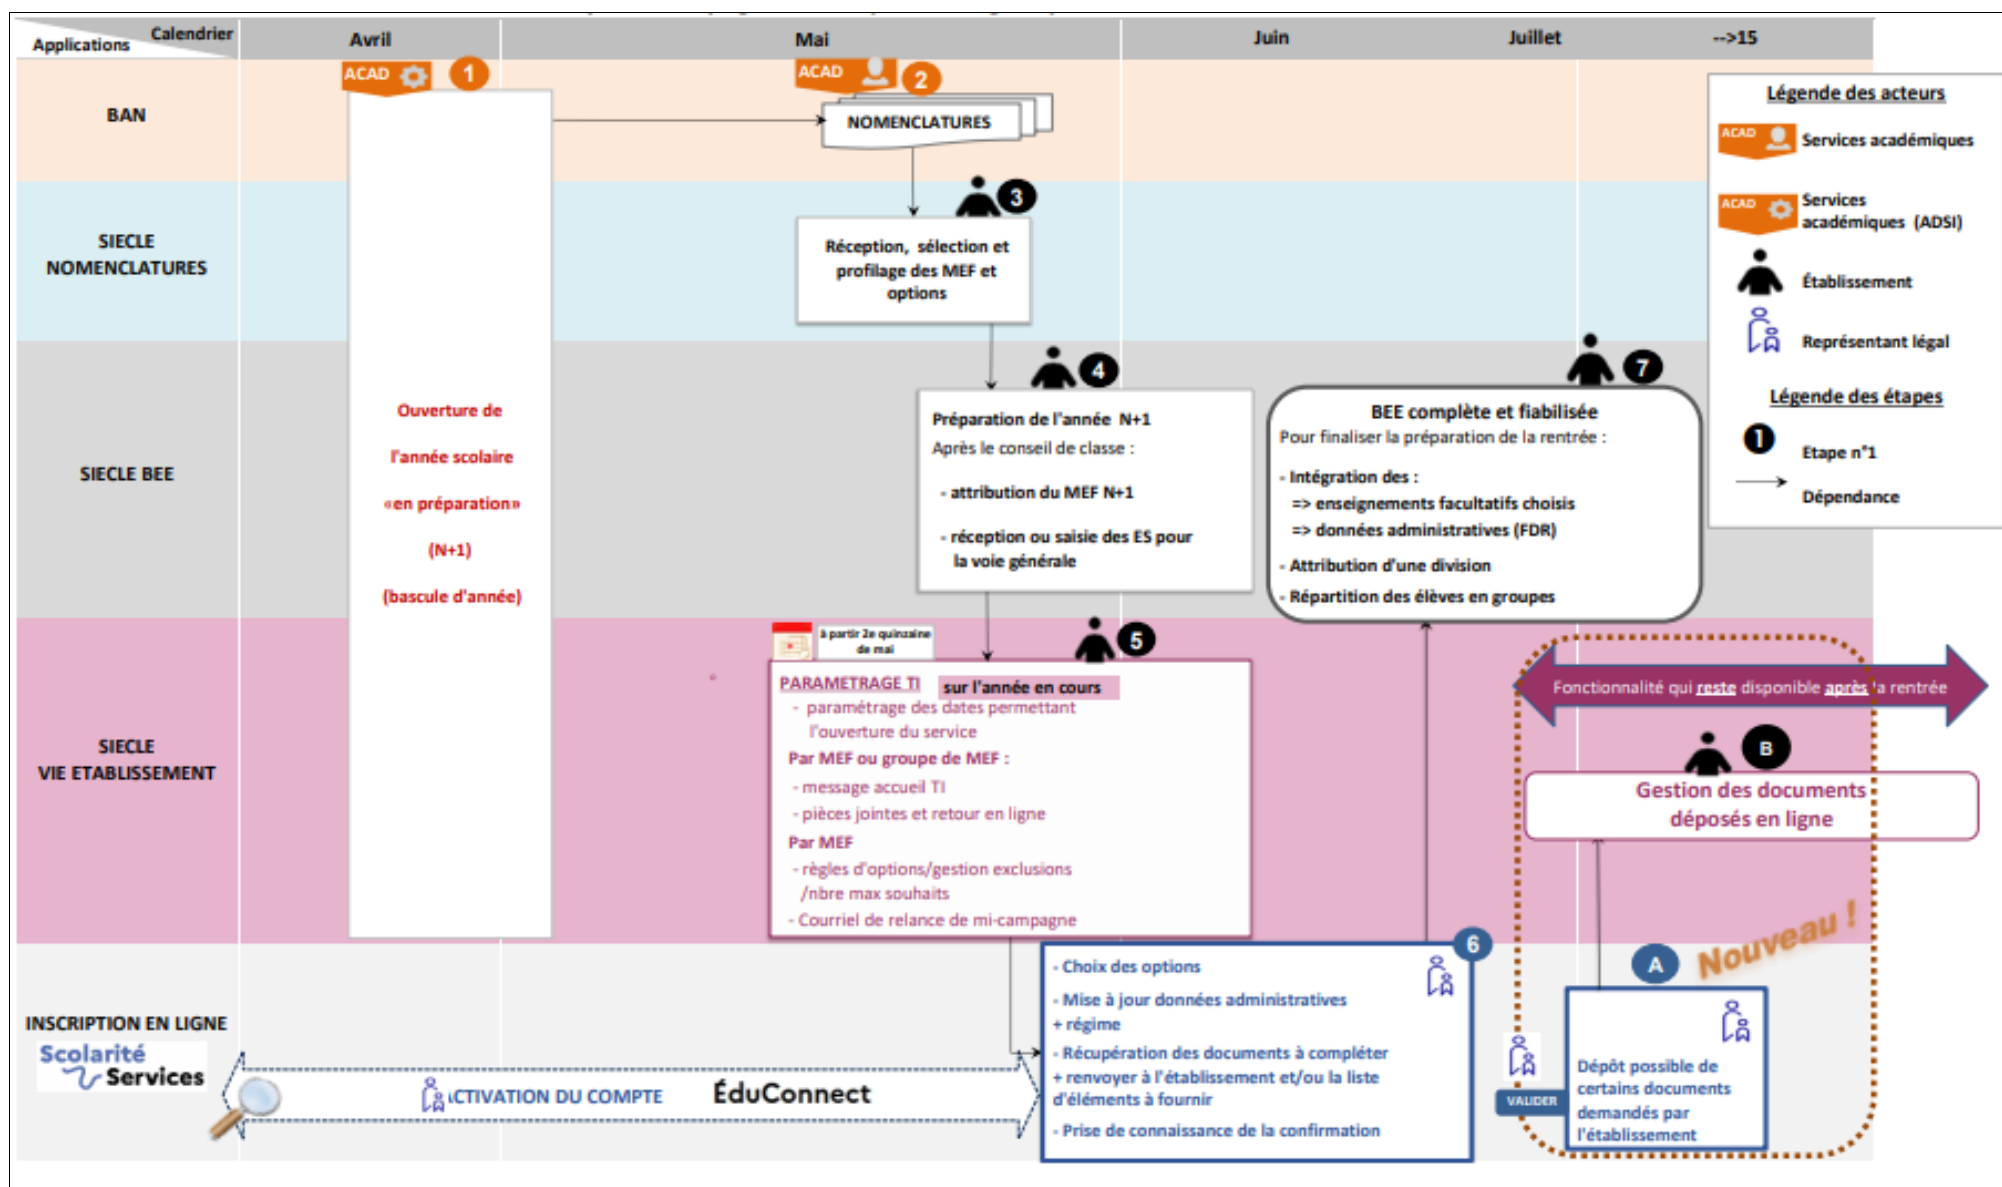 Applications
Calendrier
Avril
Mai
Juin
Juillet
-->15
BAN
ACAD
1
ACAD
2
NOMENCLATURES
SIECLE
NOMENCLATURES
3
Réception, sélection et
profilage des MEF et
options
SIECLE BEE
Ouverture de
l'année scolaire
«en préparation»
(N+1)
(bascule d'année)
4
Préparation de l'année N+1
Après le conseil de classe :
- attribution du MEF N+1
- réception ou saisie des ES pour
la voie générale
7
BEE complète et fiabilisée
Pour finaliser la préparation de la rentrée :
- Intégration des :
=> enseignements facultatifs choisis
=> données administratives (FDR)
- Attribution d'une division
- Répartition des élèves en groupes
SIECLE
VIE ETABLISSEMENT
à partir 2e quinzaine
de mai
5
PARAMETRAGE TI
sur l'année en cours
- paramétrage des dates permettant
l'ouverture du service
Par MEF ou groupe de MEF :
- message accueil TI
- pièces jointes et retour en ligne
Par MEF
- règles d'options/gestion exclusions
/nbre max souhaits
- Courriel de relance de mi-campagne
Fonctionnalité qui reste disponible après la rentrée
B
Gestion des documents
déposés en ligne
Nouveau !
INSCRIPTION EN LIGNE
Scolarité
Services
ACTIVATION DU COMPTE
ÉduConnect
6
- Choix des options
- Mise à jour données administratives
+ régime
- Récupération des documents à compléter
+ renvoyer à l'établissement et/ou la liste
d'éléments à fournir
- Prise de connaissance de la confirmation
A
VALIDER
Dépôt possible de
certains documents
demandés par
l'établissement
Légende des acteurs
ACAD
Services académiques
ACAD
Services
académiques (ADSI)
Établissement
Représentant légal
Légende des étapes
1
Etape n°1
Dépendance